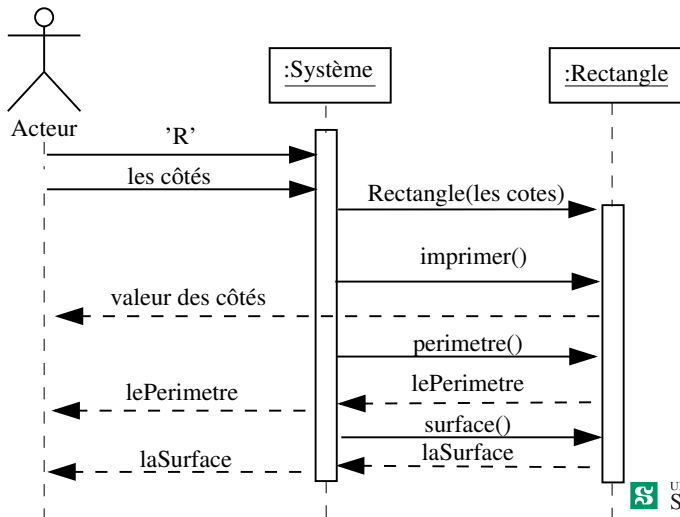 :Système
:Rectangle
Acteur
’R’
les côtés
Rectangle(les cotes)
imprimer()
valeur des côtés
perimetre()
lePerimetre
lePerimetre
surface()
laSurface
laSurface